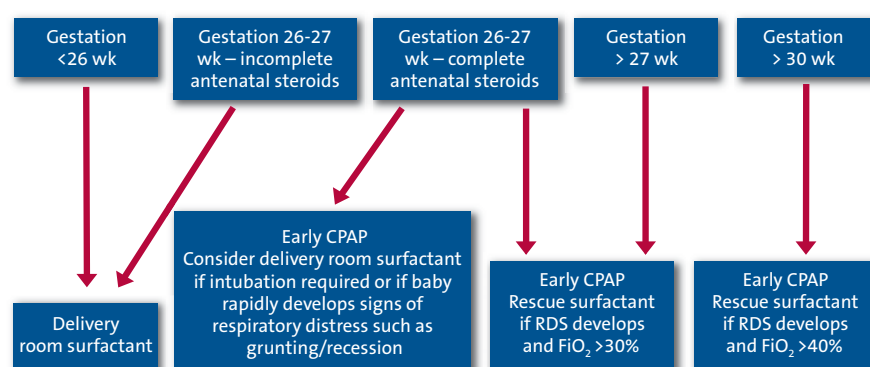 Gestation
<26 wk
Gestation 26-27
wk – incomplete
antenatal steroids
Gestation 26-27
wk – complete
antenatal steroids
Gestation
> 27 wk
Gestation
> 30 wk
Delivery
room surfactant
Early CPAP
Consider delivery room surfactant
if intubation required or if baby
rapidly develops signs of
respiratory distress such as
grunting/recession
Early CPAP
Rescue surfactant
if RDS develops
and FiO₂ >30%
Early CPAP
Rescue surfactant
if RDS develops
and FiO₂ >40%